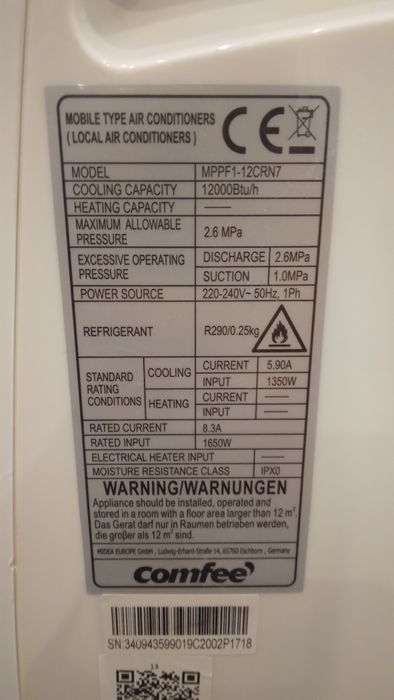 MOBILE TYPE AIR CONDITIONERS
( LOCAL AIR CONDITIONERS )
CE
MODEL MPPF1-12CRN7
COOLING CAPACITY 12000Btu/h
HEATING CAPACITY ——
MAXIMUM ALLOWABLE
PRESSURE 2.6 MPa
EXCESSIVE OPERATING
PRESSURE
DISCHARGE 2.6MPa
SUCTION 1.0MPa
POWER SOURCE 220-240V~ 50Hz, 1Ph
REFRIGERANT R290/0.25kg
STANDARD
RATING
CONDITIONS
COOLING CURRENT 5.90A
INPUT 1350W
HEATING CURRENT ——
INPUT ——
RATED CURRENT 8.3A
RATED INPUT 1650W
ELECTRICAL HEATER INPUT ——
MOISTURE RESISTANCE CLASS IPX0
WARNING/WARNUNGEN
Appliance should be installed, operated and
stored in a room with a floor area larger than 12 m².
Das Gerat darf nur in Raumen betrieben werden,
die großer als 12 m² sind.
MIDEA EUROPE GmbH , Ludwig-Erhard-Straße 14, 65760 Eschborn , Germany
comfee
SN:340943599019C2002P1718
13